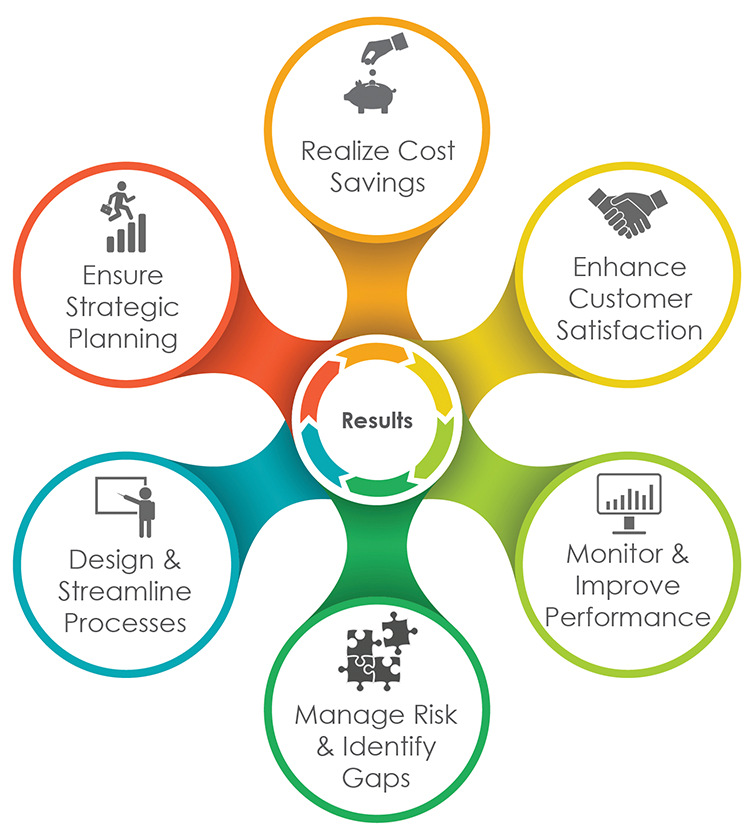 Realize Cost
Savings
Enhance
Customer
Satisfaction
Monitor &
Improve
Performance
Manage Risk
& Identify
Gaps
Design &
Streamline
Processes
Ensure
Strategic
Planning
Results